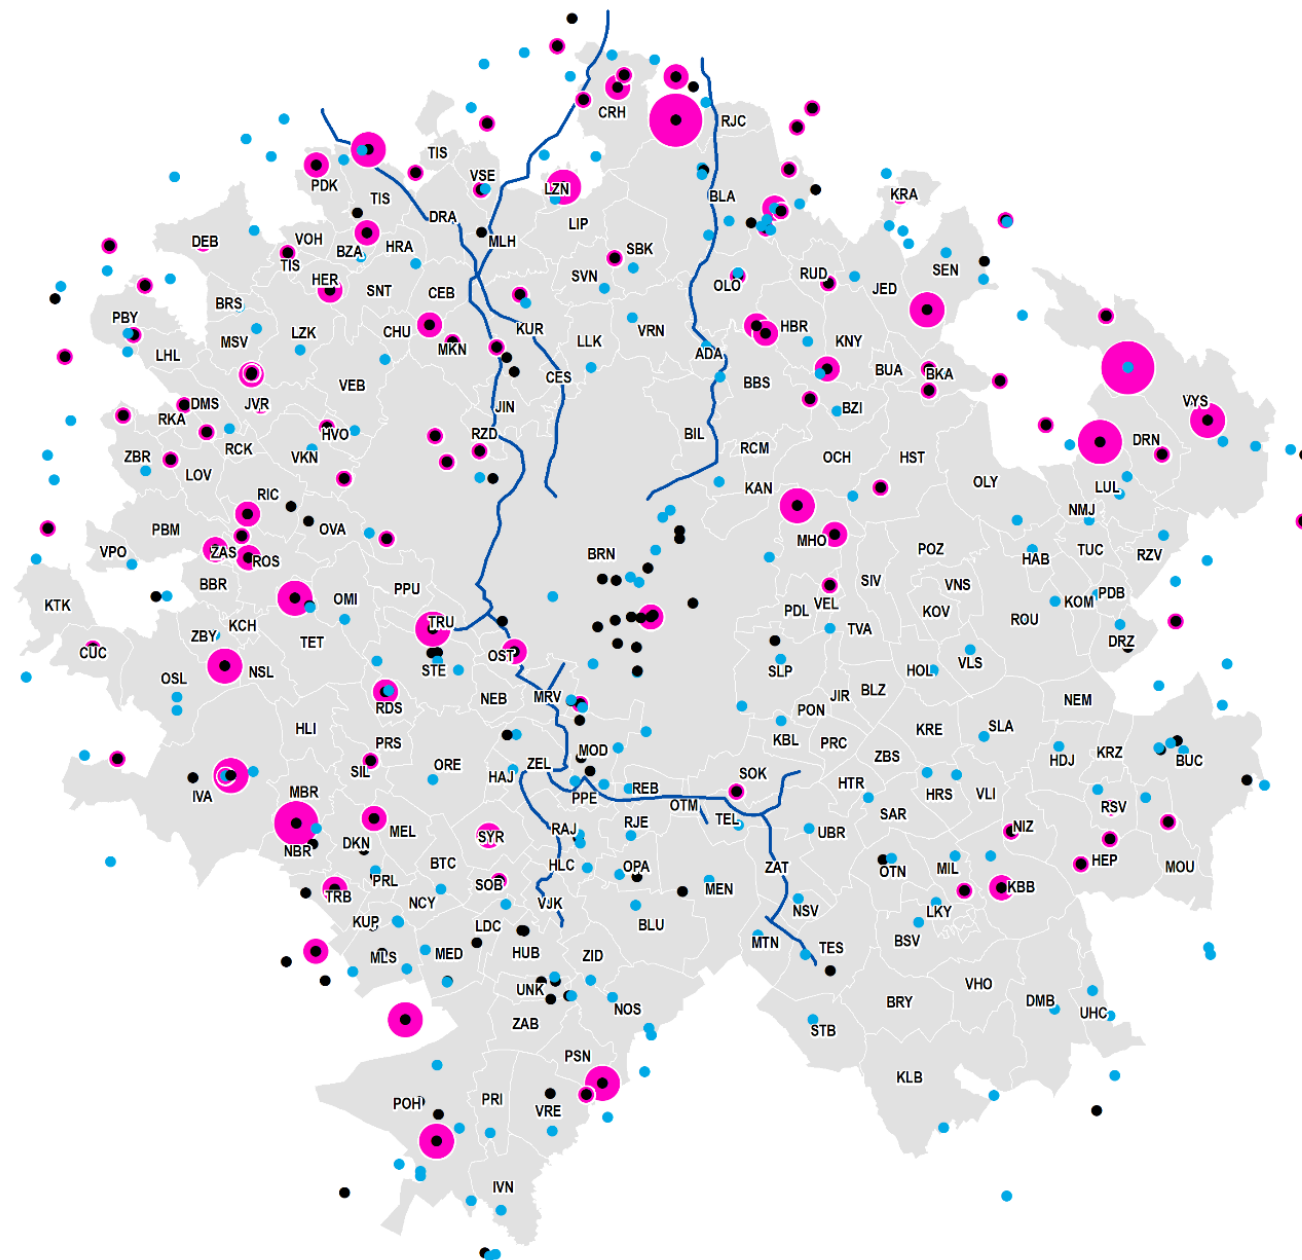 CRH
RJC
TIS
VSE
LZN
BLA
KRA
PDK
TIS
DRA
LIP
DEB
VOH
BZA
HRA
MLH
SBK
SEN
TIS
HER
SNT
CEB
SVN
OLO
RUD
JED
BRS
PBY
MSV
LZK
CHU
MKN
KUR
LLK
VRN
ADA
HBR
KNY
LHL
VEB
CES
BBS
BUA
BKA
DMS
JVR
JIN
BZI
VYS
RKA
HVO
RZD
BIL
RCM
DRN
ZBR
RCK
VKN
OCH
HST
LOV
KAN
OLY
LUL
RIC
NMJ
PBM
OVA
MHO
VPO
ZAS
ROS
BRN
POZ
HAB
TUC
RZV
BBR
PPU
SIV
VNS
KTK
OMI
PDL
VEL
KOV
ROU
KOM
PDB
KCH
TRU
TVA
ZBY
TET
DRZ
CUC
OST
VLS
OSL
NSL
STE
SLP
HOL
RDS
NEB
MRV
JIR
BLZ
NEM
HLI
PON
KRE
SLA
PRS
KBL
PRC
ZBS
HDJ
KRZ
BUC
MOD
SIL
ORE
HAJ
ZEL
SOK
IVA
MBR
PPE
REB
OTM
HTR
HRS
VLI
RSV
SAR
TEL
MEL
SYR
RAJ
RJE
UBR
NIZ
NBR
DKN
BTC
HLC
OPA
ZAT
OTN
MIL
HEP
MOU
PRL
SOB
MEN
KBB
TRB
NCY
VJK
NSV
LKY
KUP
LDC
BLU
BSV
MTN
TES
MLS
MED
HUB
ZID
UNK
VHO
NOS
BRY
DMB
UHC
ZAB
STB
PSN
KLB
POH
PRI
VRE
IVN